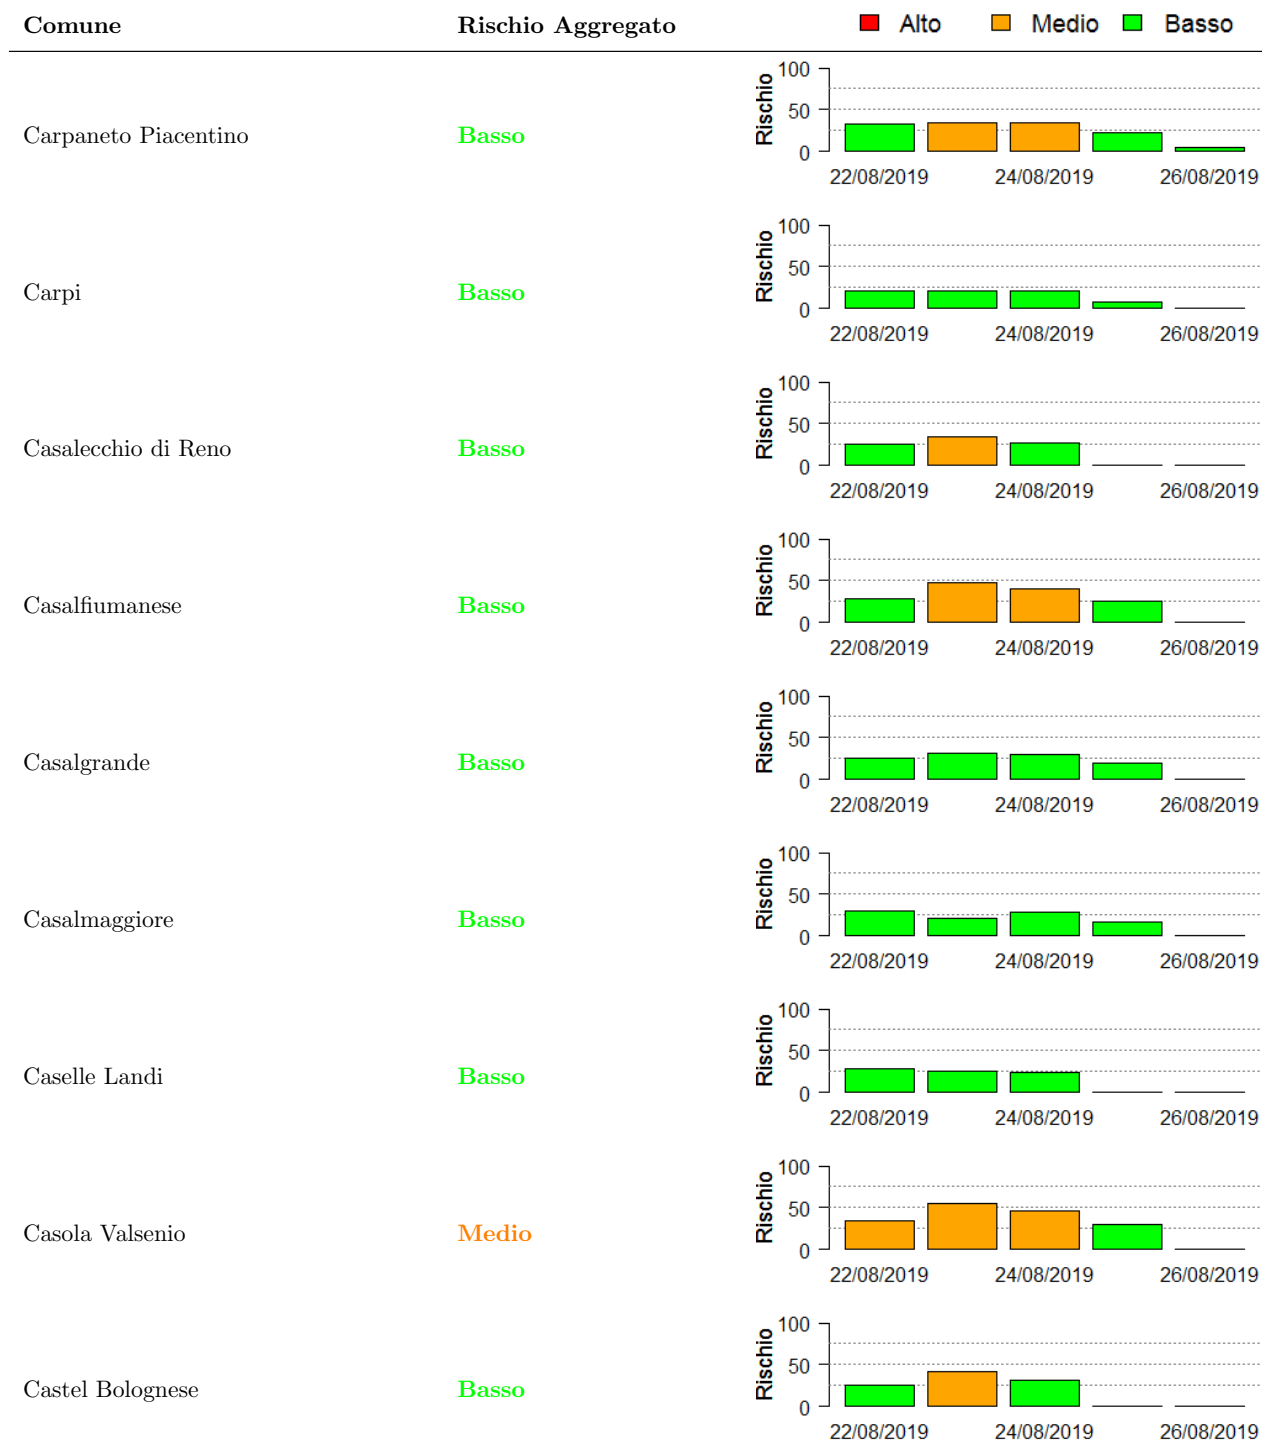 Comune Rischio Aggregato Alto Medio Basso
Carpaneto Piacentino Basso Rischio 100 50 0
22/08/2019 24/08/2019 26/08/2019
Carpi Basso Rischio 100 50 0
22/08/2019 24/08/2019 26/08/2019
Casalecchio di Reno Basso Rischio 100 50 0
22/08/2019 24/08/2019 26/08/2019
Casalfiumanese Basso Rischio 100 50 0
22/08/2019 24/08/2019 26/08/2019
Casalgrande Basso Rischio 100 50 0
22/08/2019 24/08/2019 26/08/2019
Casalmaggiore Basso Rischio 100 50 0
22/08/2019 24/08/2019 26/08/2019
Caselle Landi Basso Rischio 100 50 0
22/08/2019 24/08/2019 26/08/2019
Casola Valsenio Medio Rischio 100 50 0
22/08/2019 24/08/2019 26/08/2019
Castel Bolognese Basso Rischio 100 50 0
22/08/2019 24/08/2019 26/08/2019